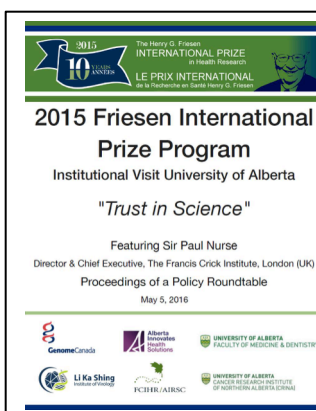 2015
10 YEARS
ANNÉES
The Henry G. Friesen
INTERNATIONAL PRIZE
in Health Research
LE PRIX INTERNATIONAL
de la Recherche en Santé Henry G. Friesen
2015 Friesen International
Prize Program
Institutional Visit University of Alberta
"Trust in Science"
Featuring Sir Paul Nurse
Director & Chief Executive, The Francis Crick Institute, London (UK)
Proceedings of a Policy Roundtable
May 5, 2016
GenomeCanada
Alberta
Innovates
Health
Solutions
UNIVERSITY OF ALBERTA
FACULTY OF MEDICINE & DENTISTRY
Li Ka Shing
Institute of Virology
FCIHR/AIRSC
UNIVERSITY OF ALBERTA
CANCER RESEARCH INSTITUTE
OF NORTHERN ALBERTA (CRINA)